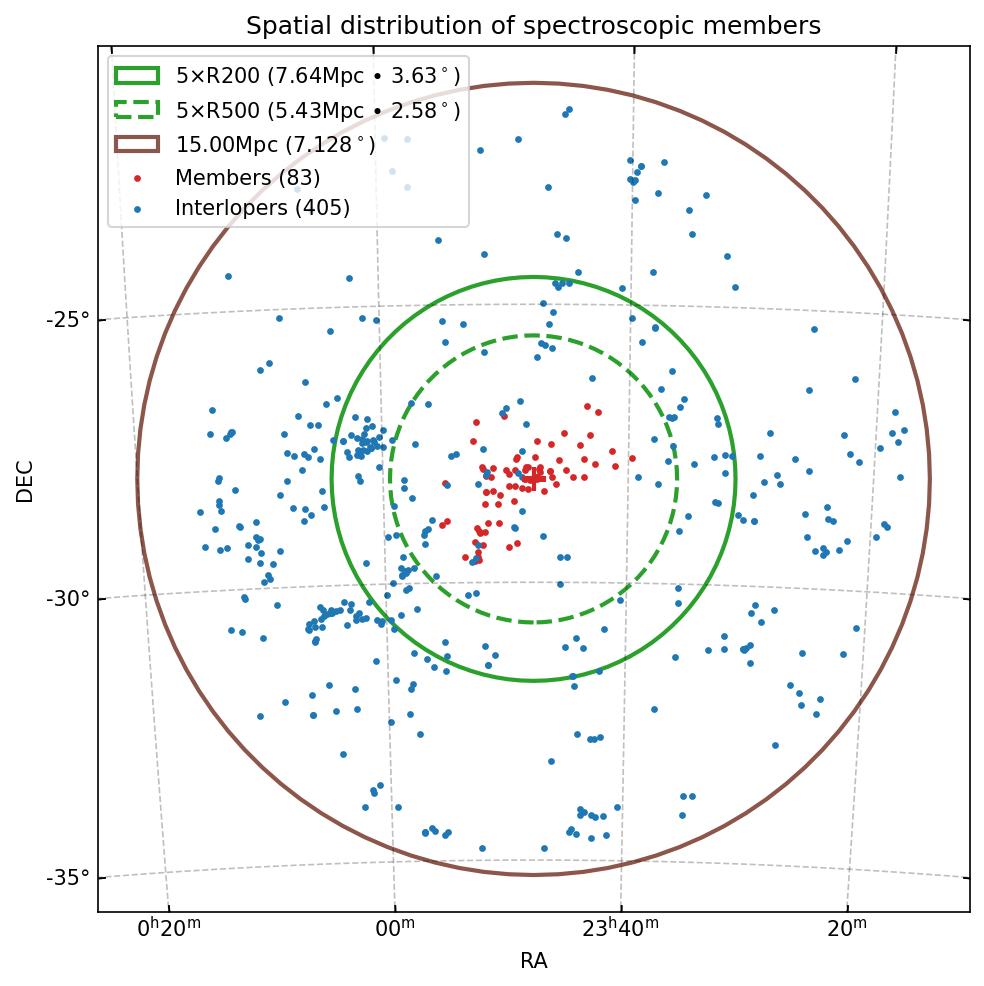 Spatial distribution of spectroscopic members
5×R200 (7.64Mpc • 3.63°)
5×R500 (5.43Mpc • 2.58°)
15.00Mpc (7.128°)
Members (83)
Interlopers (405)
-25°
-30°
-35°
DEC
0ʰ20ᵐ
00ᵐ
23ʰ40ᵐ
20ᵐ
RA